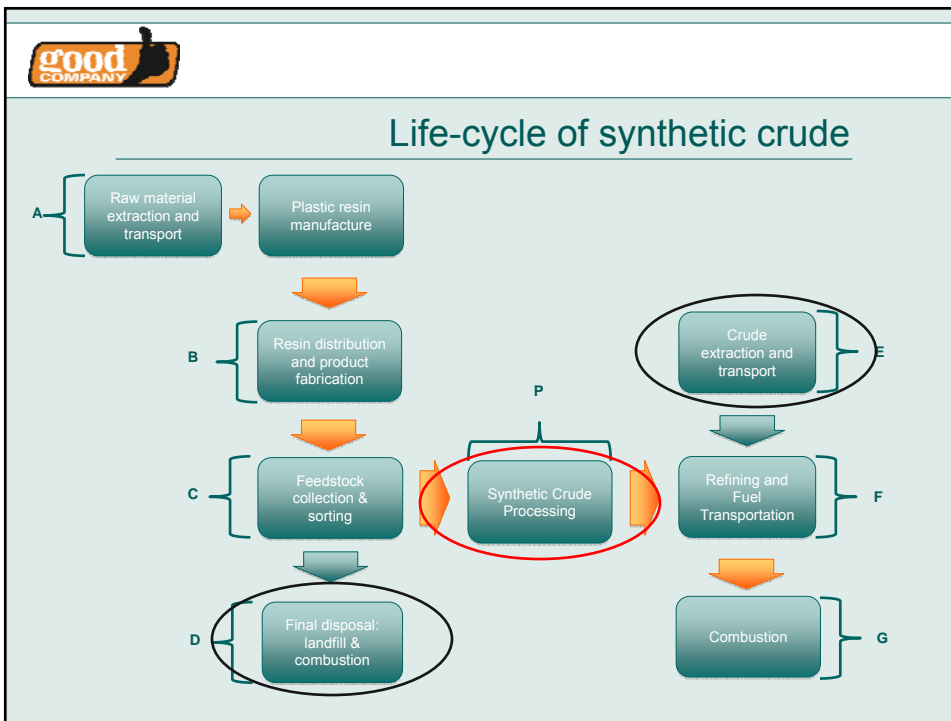 good
COMPANY
Life-cycle of synthetic crude
A
Raw material
extraction and
transport
Plastic resin
manufacture
B
Resin distribution
and product
fabrication
C
Feedstock
collection &
sorting
D
Final disposal:
landfill &
combustion
P
Synthetic Crude
Processing
Crude
extraction and
transport
E
Refining and
Fuel
Transportation
F
Combustion
G